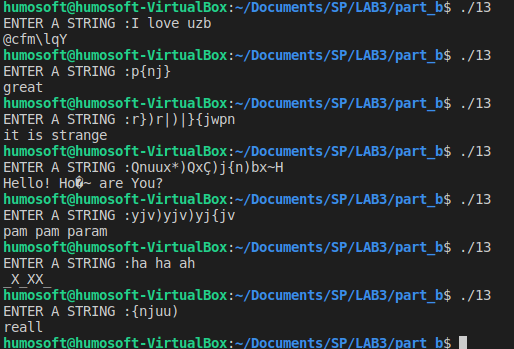 humosoft@humosoft-VirtualBox:~/Documents/SP/LAB3/part_b$ ./13
ENTER A STRING :I love uzb
@cfm\lqY
humosoft@humosoft-VirtualBox:~/Documents/SP/LAB3/part_b$ ./13
ENTER A STRING :p{nj}
great
humosoft@humosoft-VirtualBox:~/Documents/SP/LAB3/part_b$ ./13
ENTER A STRING :r})r|)|}{jwpn
it is strange
humosoft@humosoft-VirtualBox:~/Documents/SP/LAB3/part_b$ ./13
ENTER A STRING :Qnuux*)QxÇ)j{n)bx~H
Hello! Ho�~ are You?
humosoft@humosoft-VirtualBox:~/Documents/SP/LAB3/part_b$ ./13
ENTER A STRING :yjv)yjv)yj{jv
pam pam param
humosoft@humosoft-VirtualBox:~/Documents/SP/LAB3/part_b$ ./13
ENTER A STRING :ha ha ah
_X_XX_
humosoft@humosoft-VirtualBox:~/Documents/SP/LAB3/part_b$ ./13
ENTER A STRING :{njuu)
reall
humosoft@humosoft-VirtualBox:~/Documents/SP/LAB3/part_b$